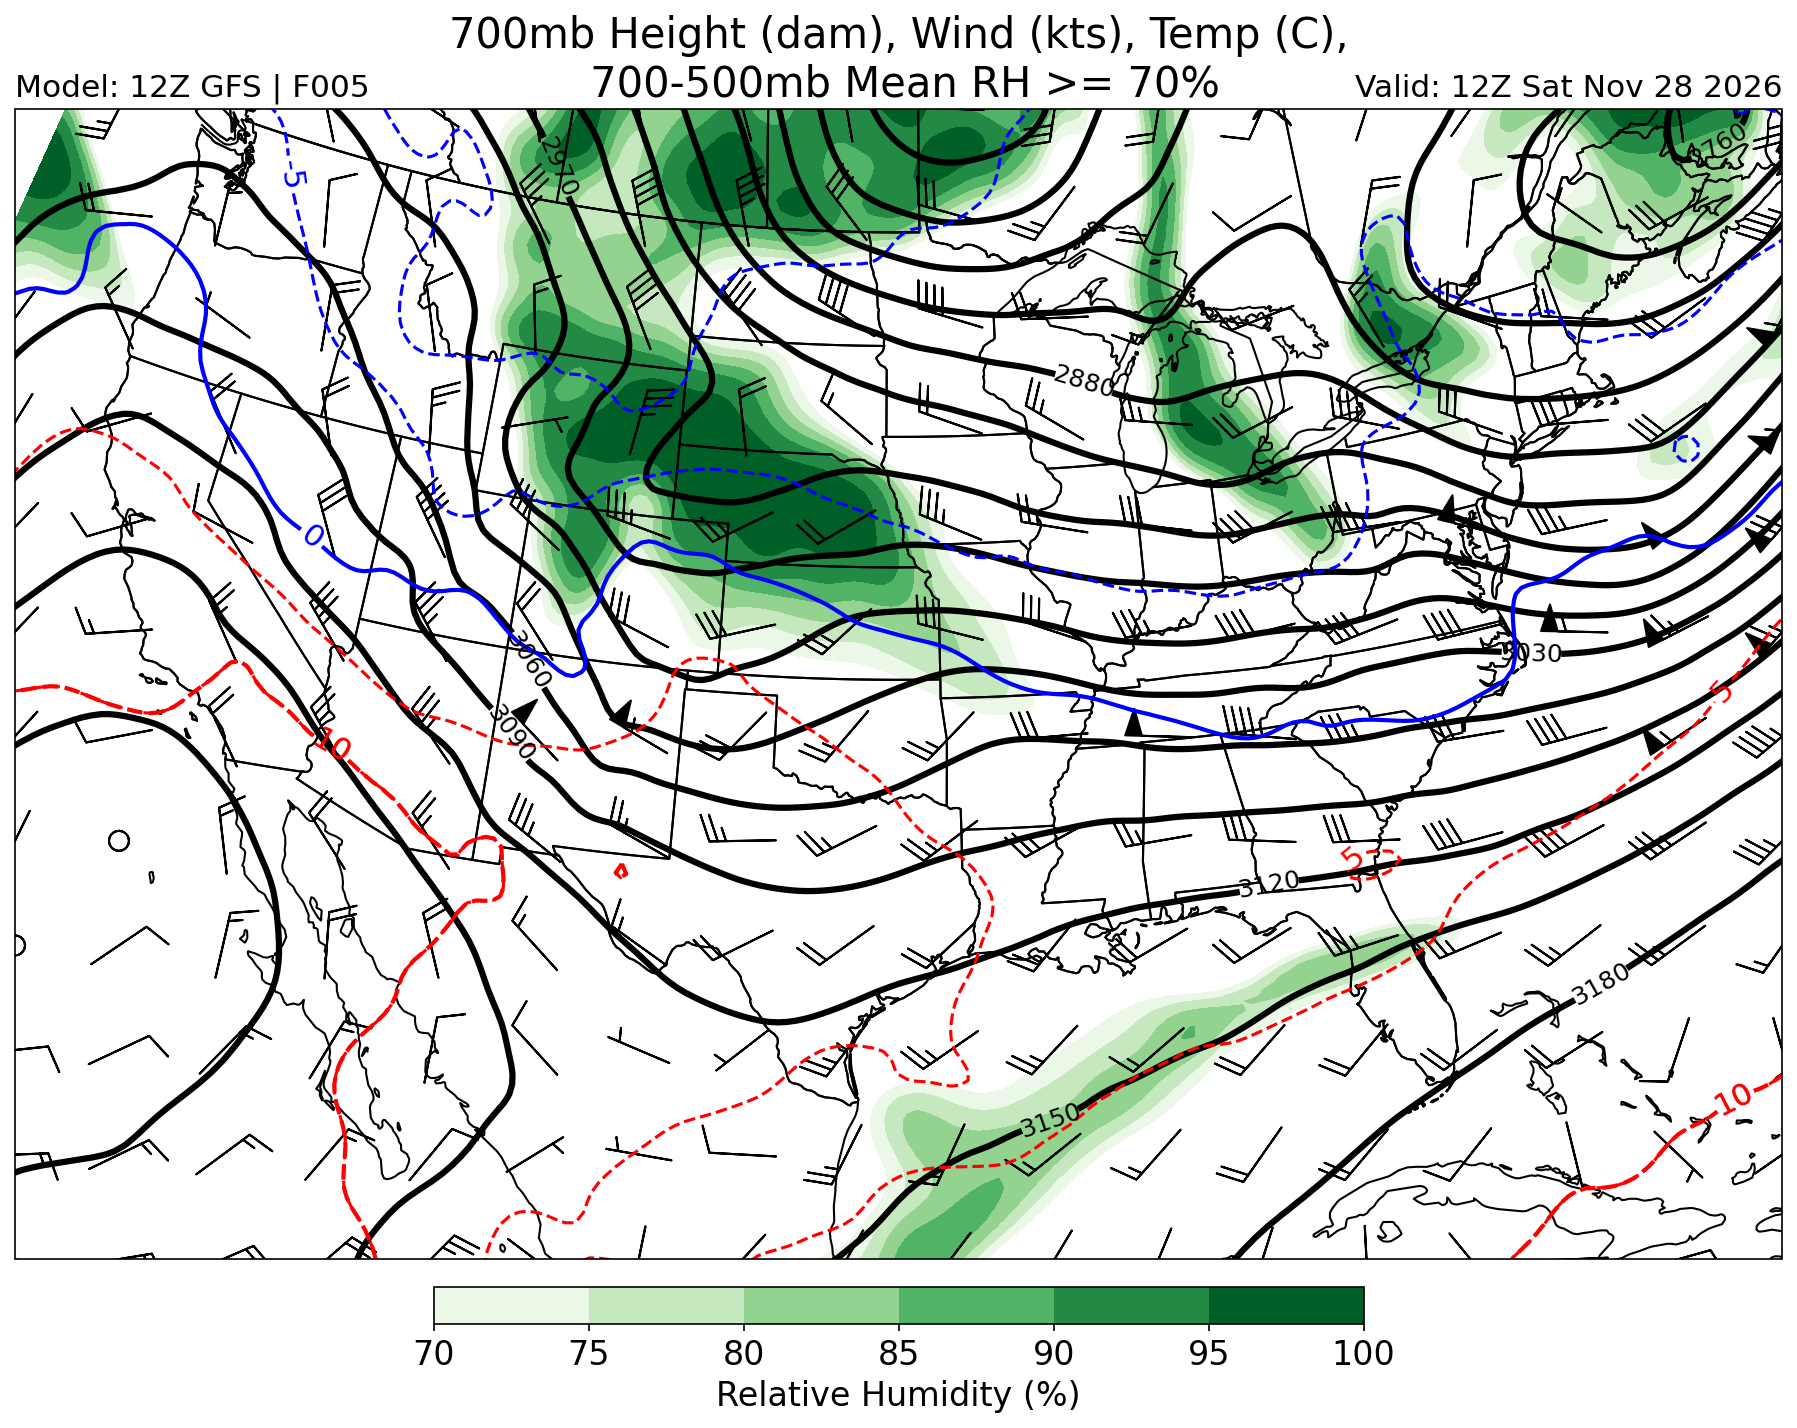 700mb Height (dam), Wind (kts), Temp (C),
Model: 12Z GFS | F005
700-500mb Mean RH >= 70%
Valid: 12Z Sat Nov 28 2026
2970
5
2880
0
3060
3030
3090
10
5
5
3120
3180
3150
10
70 75 80 85 90 95 100
Relative Humidity (%)